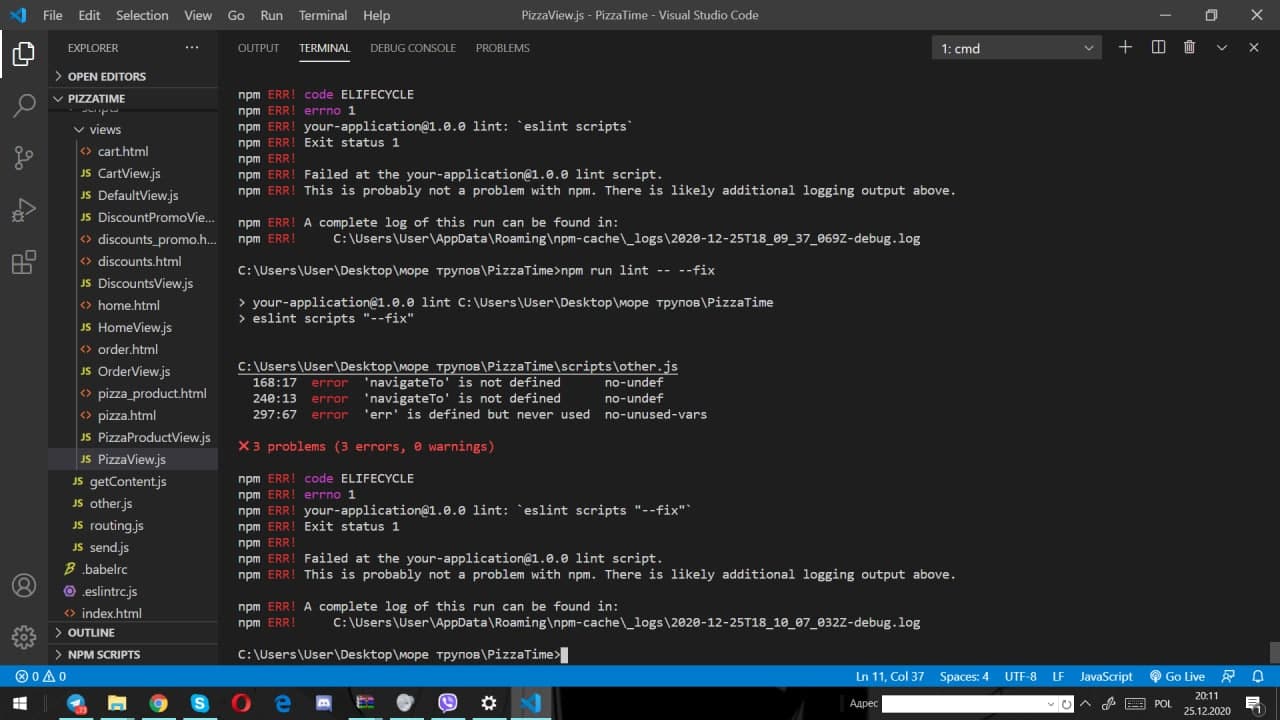 File Edit Selection View Go Run Terminal Help PizzaView.js - PizzaTime - Visual Studio Code
EXPLORER ···
OPEN EDITORS
PIZZATIME
scripts
views
cart.html
JS CartView.js
JS DefaultView.js
JS DiscountPromoVie...
discounts_promo.h...
discounts.html
JS DiscountsView.js
home.html
JS HomeView.js
order.html
JS OrderView.js
pizza_product.html
pizza.html
JS PizzaProductView.js
JS PizzaView.js
JS getContent.js
JS other.js
JS routing.js
JS send.js
.babelrc
.eslintrc.js
index.html
OUTLINE
NPM SCRIPTS
OUTPUT TERMINAL DEBUG CONSOLE PROBLEMS 1: cmd
npm ERR! code ELIFECYCLE
npm ERR! errno 1
npm ERR! your-application@1.0.0 lint: `eslint scripts`
npm ERR! Exit status 1
npm ERR!
npm ERR! Failed at the your-application@1.0.0 lint script.
npm ERR! This is probably not a problem with npm. There is likely additional logging output above.
npm ERR! A complete log of this run can be found in:
npm ERR!     C:\Users\User\AppData\Roaming\npm-cache\_logs\2020-12-25T18_09_37_069Z-debug.log
C:\Users\User\Desktop\море трупов\PizzaTime>npm run lint -- --fix
> your-application@1.0.0 lint C:\Users\User\Desktop\море трупов\PizzaTime
> eslint scripts "--fix"
C:\Users\User\Desktop\море трупов\PizzaTime\scripts\other.js
168:17  error  'navigateTo' is not defined      no-undef
240:13  error  'navigateTo' is not defined      no-undef
297:67  error  'err' is defined but never used  no-unused-vars
❌ 3 problems (3 errors, 0 warnings)
npm ERR! code ELIFECYCLE
npm ERR! errno 1
npm ERR! your-application@1.0.0 lint: `eslint scripts "--fix"`
npm ERR! Exit status 1
npm ERR!
npm ERR! Failed at the your-application@1.0.0 lint script.
npm ERR! This is probably not a problem with npm. There is likely additional logging output above.
npm ERR! A complete log of this run can be found in:
npm ERR!     C:\Users\User\AppData\Roaming\npm-cache\_logs\2020-12-25T18_10_07_032Z-debug.log
C:\Users\User\Desktop\море трупов\PizzaTime>
0 0 Ln 11, Col 37 Spaces: 4 UTF-8 LF JavaScript Go Live
Адрес POL 20:11
25.12.2020